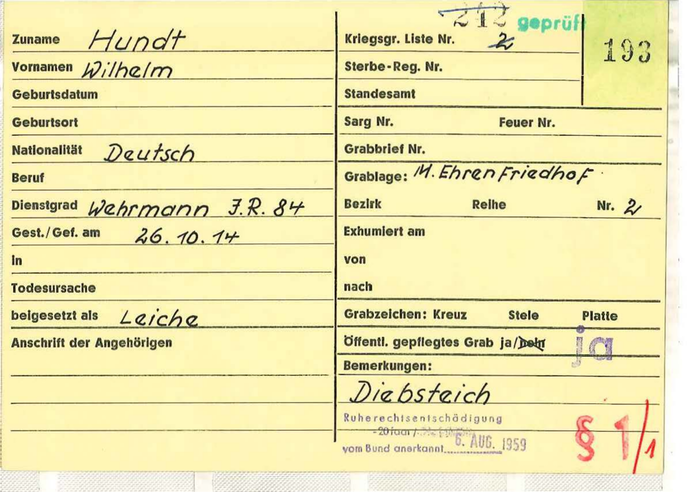 242 geprüft
193
Zuname Hundt
Vornamen Wilhelm
Geburtsdatum
Geburtsort
Nationalität Deutsch
Beruf
Dienstgrad Wehrmann J.R. 84
Gest./Gef. am 26.10.14
in
Todesursache
beigesetzt als Leiche
Anschrift der Angehörigen
Kriegsgr. Liste Nr. 2
Sterbe-Reg. Nr.
Standesamt
Sarg Nr. Feuer Nr.
Grabbrief Nr.
Grablage: M. Ehrenfriedhof
Bezirk Reihe Nr. 2
Exhumiert am
von
nach
Grabzeichen: Kreuz Stele Platte
Öffentl. gepflegtes Grab ja/nein ja
Bemerkungen:
Diebsteich
Ruherechtsentschädigung
-20 Jahr/
vom Bund anerkannt 6. AUG. 1959
§ 1/1